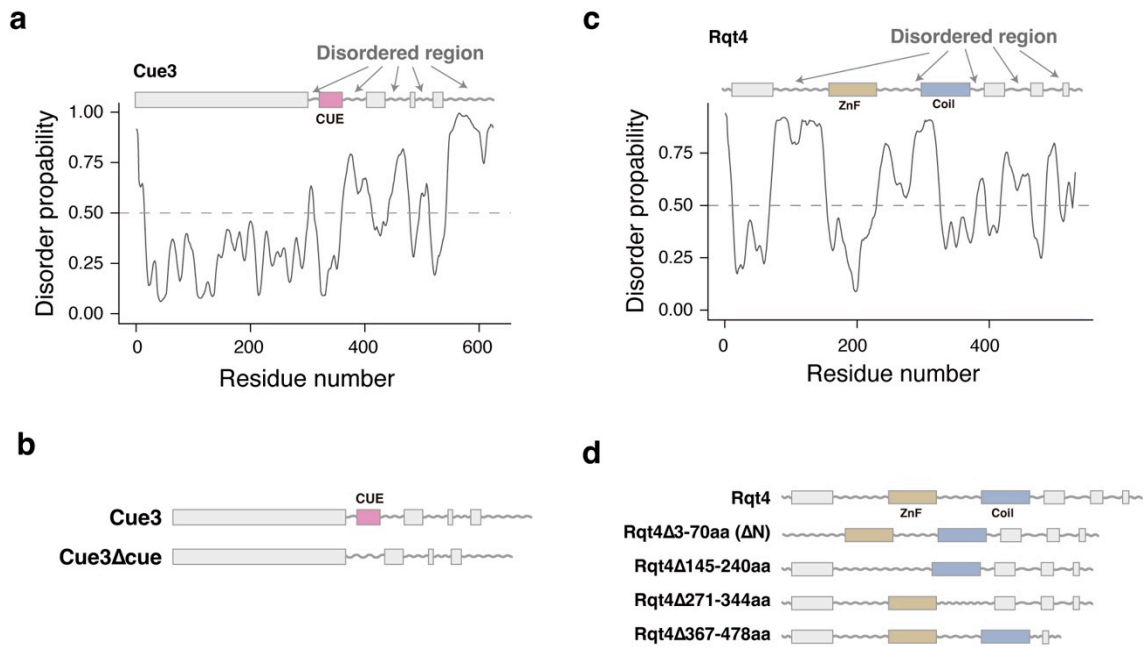 a
Disordered region
Cue3
CUE
1.00
0.75
0.50
0.25
0.00
Disorder propability
0 200 400 600
Residue number
b
CUE
Cue3
Cue3Δcue
c
Disordered region
Rqt4
ZnF Coil
0.75
0.50
0.25
0.00
Disorder propability
0 200 400
Residue number
d
Rqt4
ZnF Coil
Rqt4Δ3-70aa (ΔN)
Rqt4Δ145-240aa
Rqt4Δ271-344aa
Rqt4Δ367-478aa